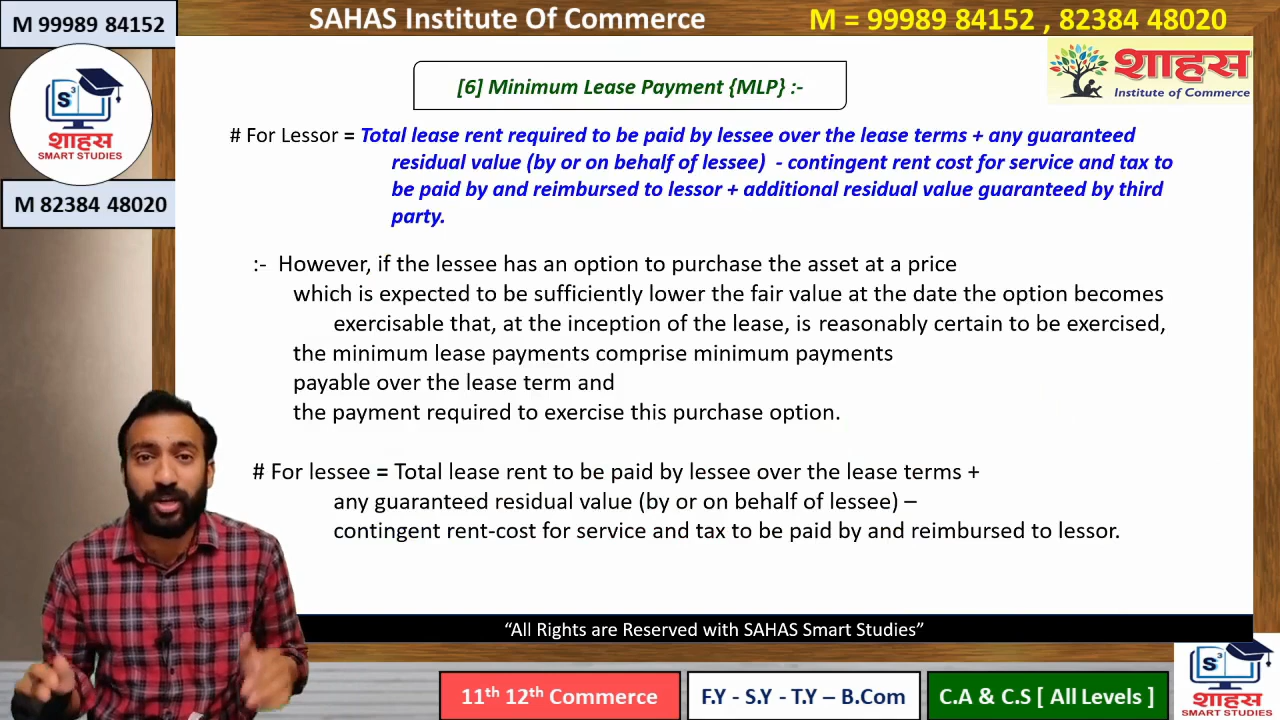 M 99989 84152
SAHAS Institute Of Commerce
M = 99989 84152 , 82384 48020
S³
शाहस
SMART STUDIES
M 82384 48020
शाहस
Institute of Commerce
[6] Minimum Lease Payment {MLP} :-
# For Lessor = Total lease rent required to be paid by lessee over the lease terms + any guaranteed
residual value (by or on behalf of lessee) - contingent rent cost for service and tax to
be paid by and reimbursed to lessor + additional residual value guaranteed by third
party.
:- However, if the lessee has an option to purchase the asset at a price
which is expected to be sufficiently lower the fair value at the date the option becomes
exercisable that, at the inception of the lease, is reasonably certain to be exercised,
the minimum lease payments comprise minimum payments
payable over the lease term and
the payment required to exercise this purchase option.
# For lessee = Total lease rent to be paid by lessee over the lease terms +
any guaranteed residual value (by or on behalf of lessee) –
contingent rent-cost for service and tax to be paid by and reimbursed to lessor.
“All Rights are Reserved with SAHAS Smart Studies”
11th 12th Commerce
F.Y - S.Y - T.Y – B.Com
C.A & C.S [ All Levels ]
S³
शाहस
SMART STUDIES